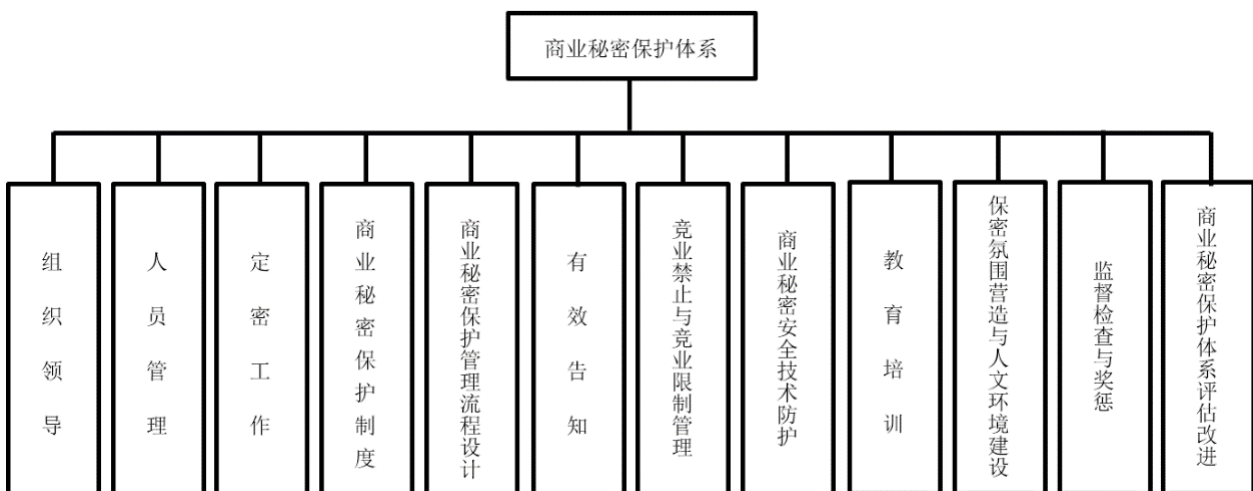 商业秘密保护体系
组织领导
人员管理
定密工作
商业秘密保护制度
商业秘密保护管理流程设计
有效告知
竞业禁止与竞业限制管理
商业秘密安全技术防护
教育培训
保密氛围营造与人文环境建设
监督检查与奖惩
商业秘密保护体系评估改进